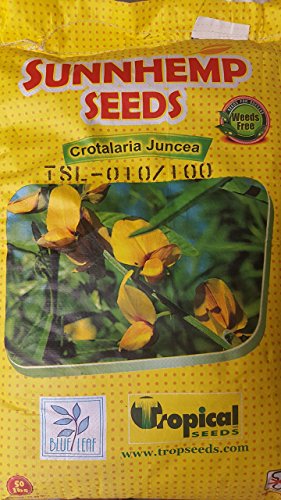 SUNNHEMP
SEEDS
Weeds
Free
Crotalaria Juncea
TSL-010/100
BLUE LEAF
Tropical
SEEDS
www.tropseeds.com
50
lbs